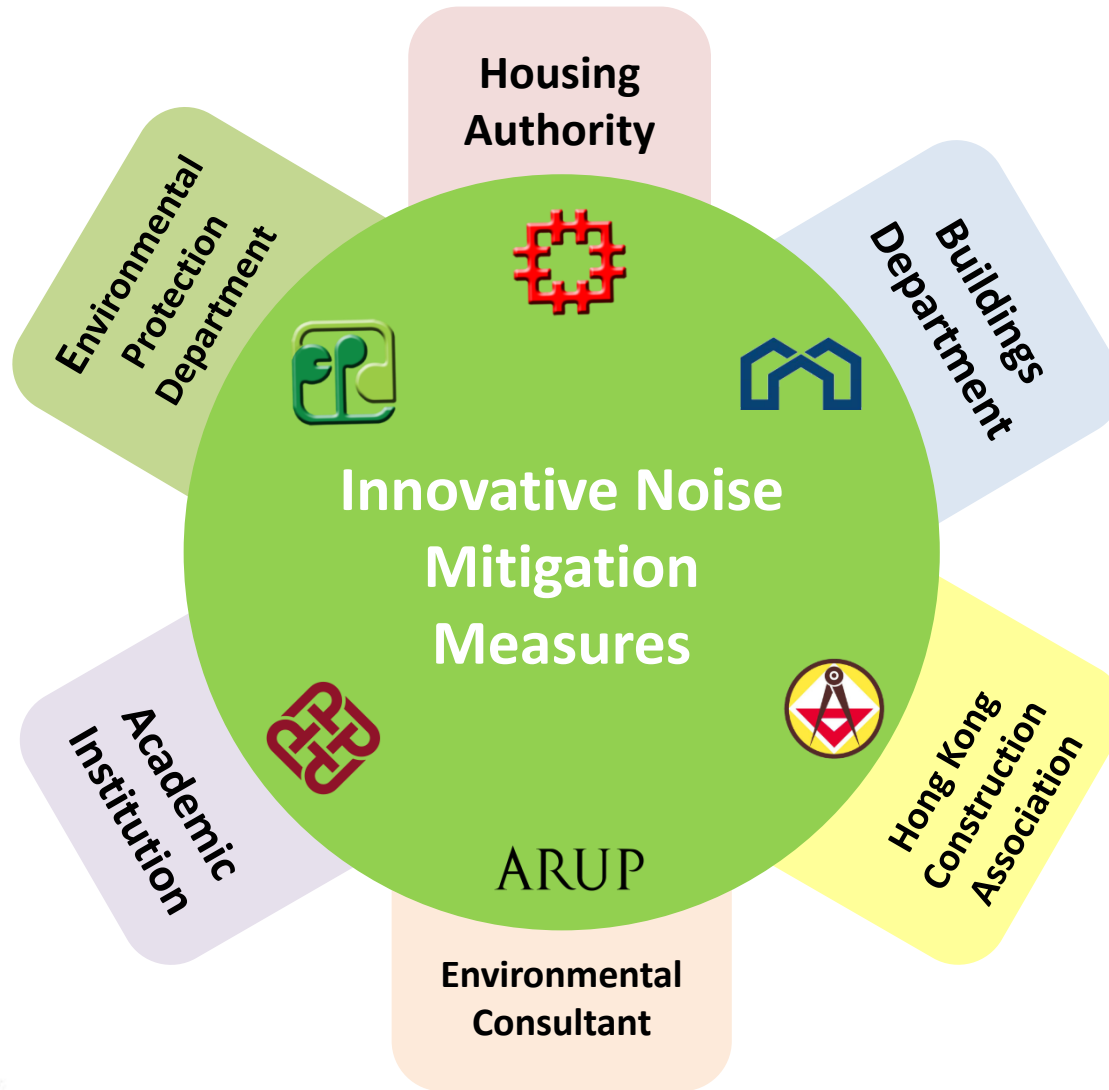 Housing
Authority
Buildings
Department
Hong Kong
Construction
Association
Environmental
Consultant
ARUP
Academic
Institution
Environmental
Protection
Department
Innovative Noise
Mitigation
Measures